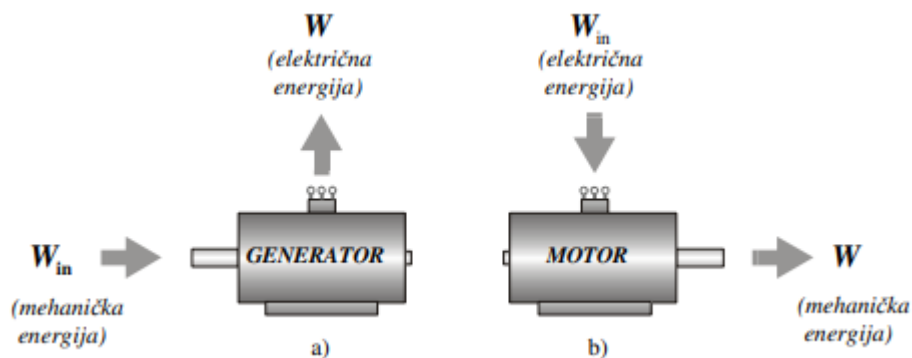 W
(električna
energija)
W_in
(električna
energija)
W_in
GENERATOR
MOTOR
W
(mehanička
energija)
(mehanička
energija)
a)
b)